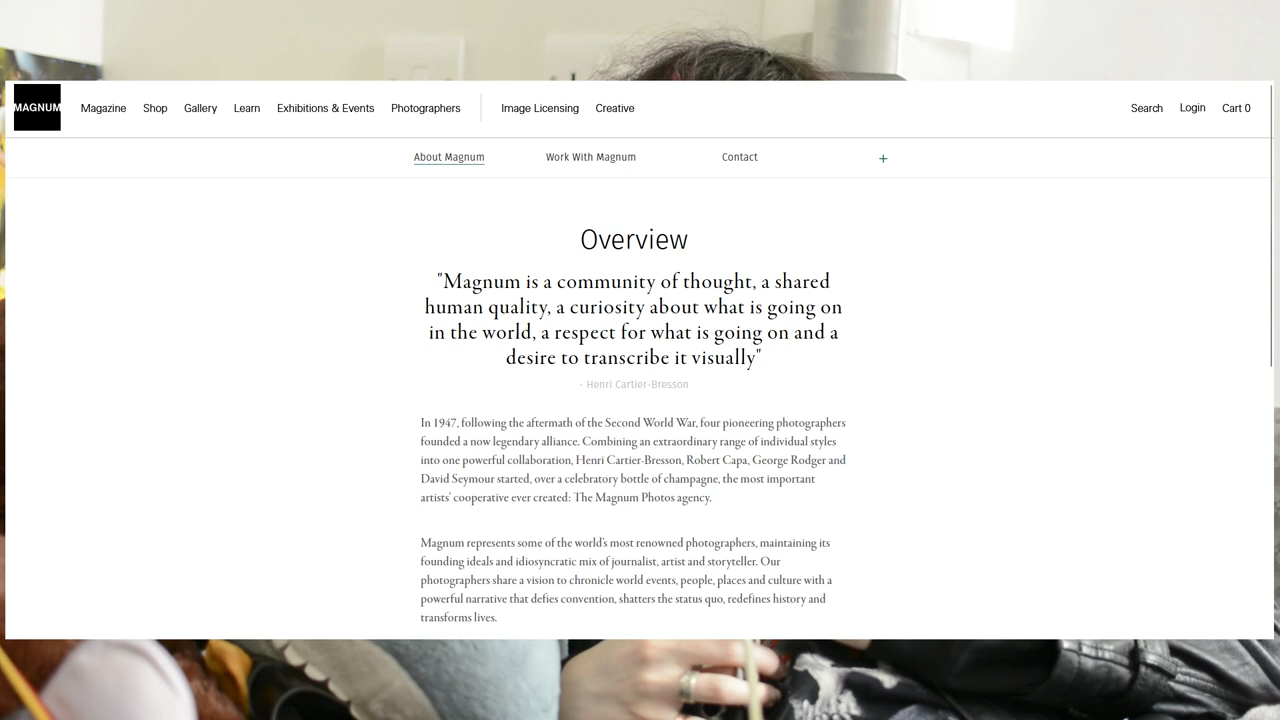 MAGNUM
Magazine Shop Gallery Learn Exhibitions & Events Photographers Image Licensing Creative Search Login Cart 0
About Magnum Work With Magnum Contact +
Overview
"Magnum is a community of thought, a shared
human quality, a curiosity about what is going on
in the world, a respect for what is going on and a
desire to transcribe it visually"
- Henri Cartier-Bresson
In 1947, following the aftermath of the Second World War, four pioneering photographers
founded a now legendary alliance. Combining an extraordinary range of individual styles
into one powerful collaboration, Henri Cartier-Bresson, Robert Capa, George Rodger and
David Seymour started, over a celebratory bottle of champagne, the most important
artists' cooperative ever created: The Magnum Photos agency.
Magnum represents some of the world's most renowned photographers, maintaining its
founding ideals and idiosyncratic mix of journalist, artist and storyteller. Our
photographers share a vision to chronicle world events, people, places and culture with a
powerful narrative that defies convention, shatters the status quo, redefines history and
transforms lives.